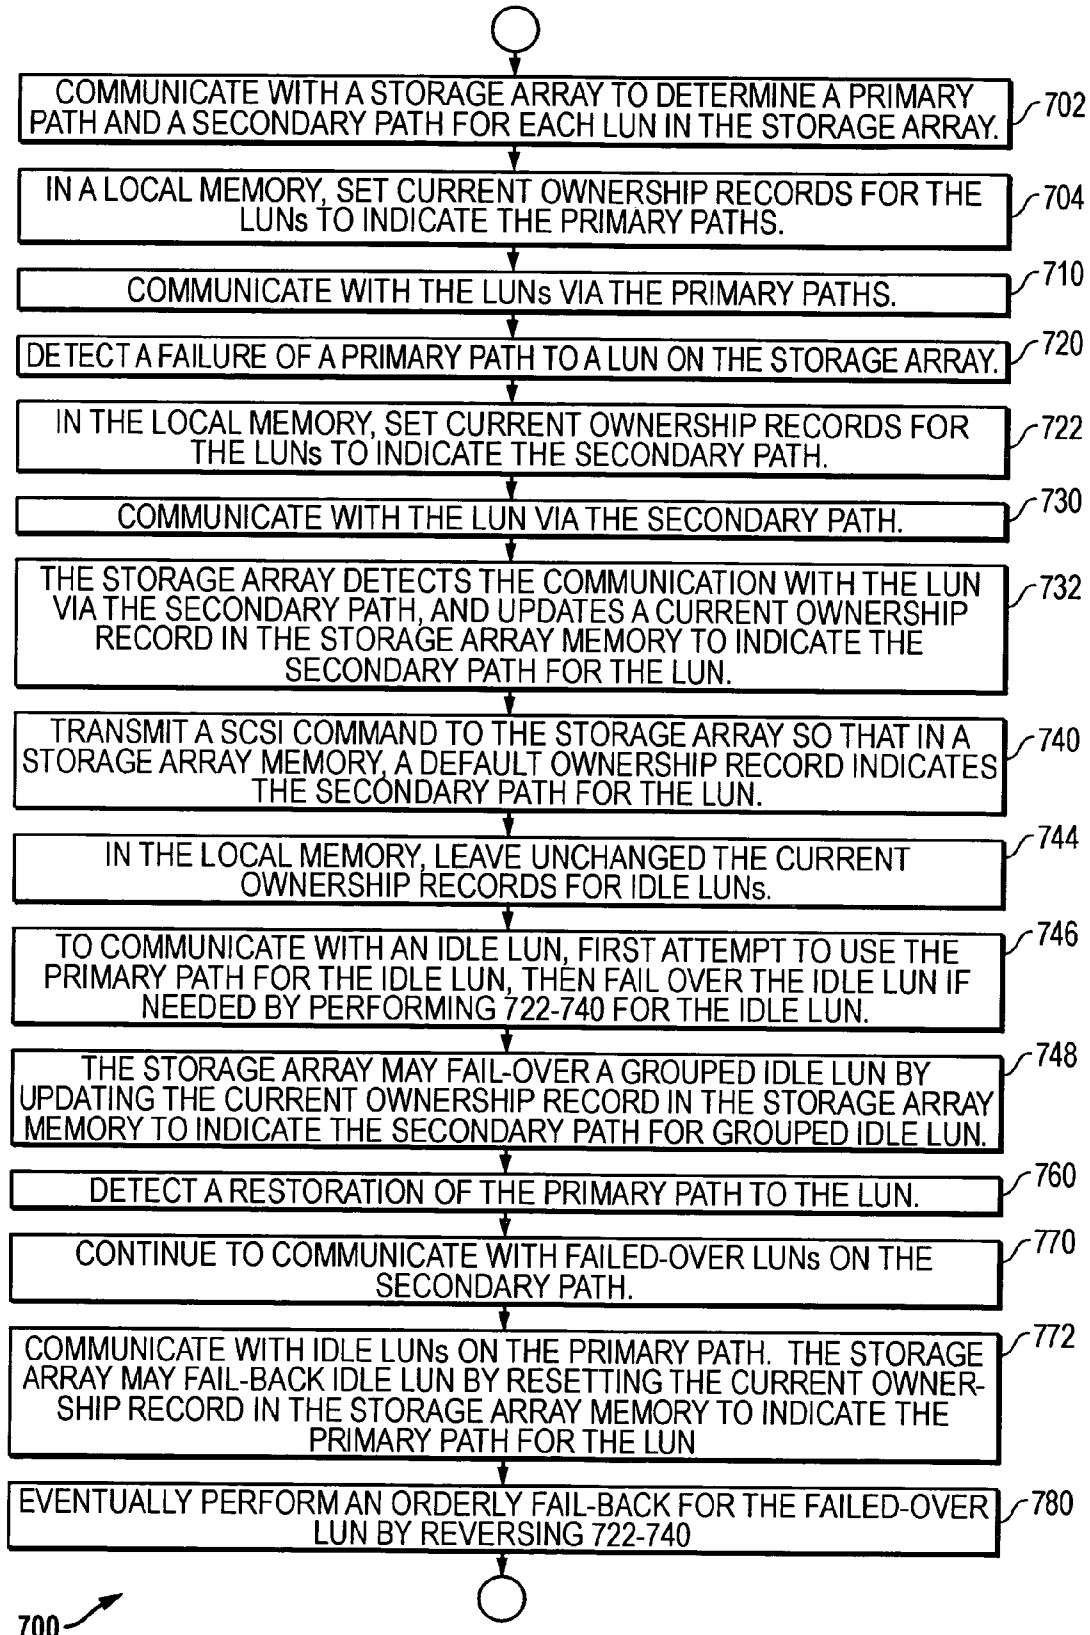 COMMUNICATE WITH A STORAGE ARRAY TO DETERMINE A PRIMARY
PATH AND A SECONDARY PATH FOR EACH LUN IN THE STORAGE ARRAY.
702
IN A LOCAL MEMORY, SET CURRENT OWNERSHIP RECORDS FOR THE
LUNs TO INDICATE THE PRIMARY PATHS.
704
COMMUNICATE WITH THE LUNs VIA THE PRIMARY PATHS.
710
DETECT A FAILURE OF A PRIMARY PATH TO A LUN ON THE STORAGE ARRAY.
720
IN THE LOCAL MEMORY, SET CURRENT OWNERSHIP RECORDS FOR
THE LUNs TO INDICATE THE SECONDARY PATH.
722
COMMUNICATE WITH THE LUN VIA THE SECONDARY PATH.
730
THE STORAGE ARRAY DETECTS THE COMMUNICATION WITH THE LUN
VIA THE SECONDARY PATH, AND UPDATES A CURRENT OWNERSHIP
RECORD IN THE STORAGE ARRAY MEMORY TO INDICATE THE
SECONDARY PATH FOR THE LUN.
732
TRANSMIT A SCSI COMMAND TO THE STORAGE ARRAY SO THAT IN A
STORAGE ARRAY MEMORY, A DEFAULT OWNERSHIP RECORD INDICATES
THE SECONDARY PATH FOR THE LUN.
740
IN THE LOCAL MEMORY, LEAVE UNCHANGED THE CURRENT
OWNERSHIP RECORDS FOR IDLE LUNs.
744
TO COMMUNICATE WITH AN IDLE LUN, FIRST ATTEMPT TO USE THE
PRIMARY PATH FOR THE IDLE LUN, THEN FAIL OVER THE IDLE LUN IF
NEEDED BY PERFORMING 722-740 FOR THE IDLE LUN.
746
THE STORAGE ARRAY MAY FAIL-OVER A GROUPED IDLE LUN BY
UPDATING THE CURRENT OWNERSHIP RECORD IN THE STORAGE ARRAY
MEMORY TO INDICATE THE SECONDARY PATH FOR GROUPED IDLE LUN.
748
DETECT A RESTORATION OF THE PRIMARY PATH TO THE LUN.
760
CONTINUE TO COMMUNICATE WITH FAILED-OVER LUNs ON THE
SECONDARY PATH.
770
COMMUNICATE WITH IDLE LUNs ON THE PRIMARY PATH. THE STORAGE
ARRAY MAY FAIL-BACK IDLE LUN BY RESETTING THE CURRENT OWNER-
SHIP RECORD IN THE STORAGE ARRAY MEMORY TO INDICATE THE
PRIMARY PATH FOR THE LUN
772
EVENTUALLY PERFORM AN ORDERLY FAIL-BACK FOR THE FAILED-OVER
LUN BY REVERSING 722-740
780
700